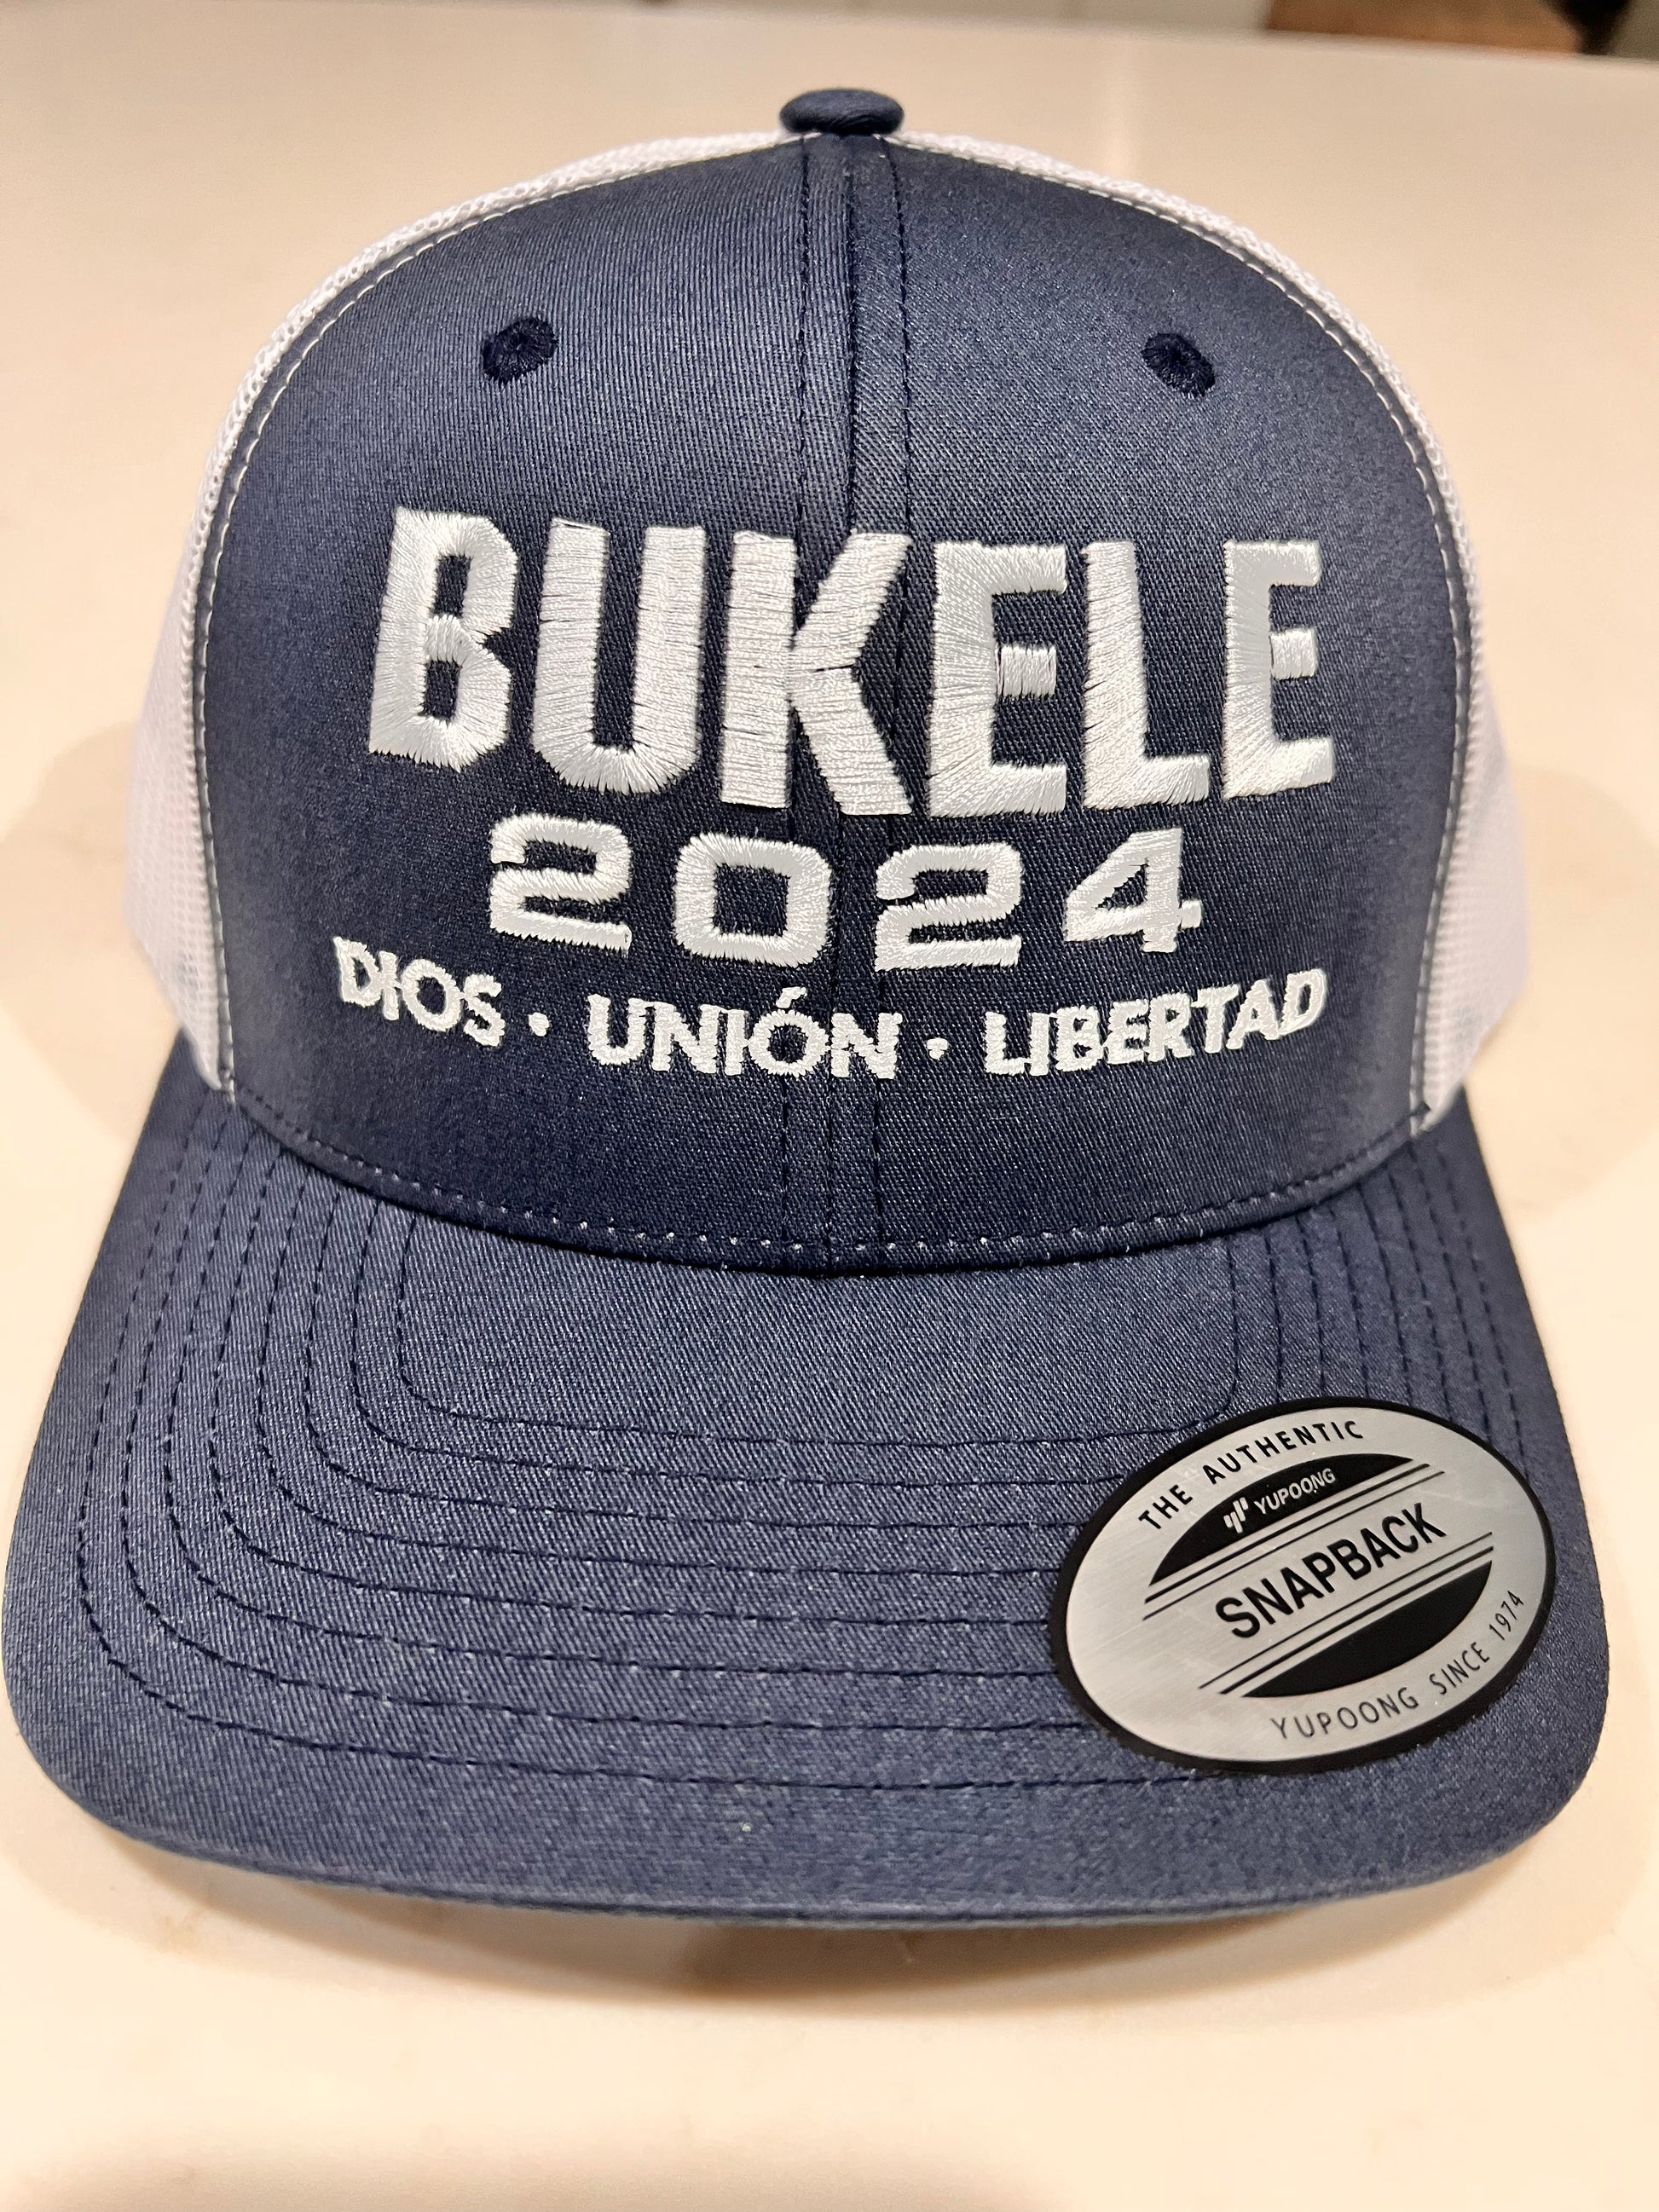 BUKELE
2024
DIOS · UNIÓN · LIBERTAD
THE AUTHENTIC
YUPOONG
SNAPBACK
YUPOONG SINCE 1974